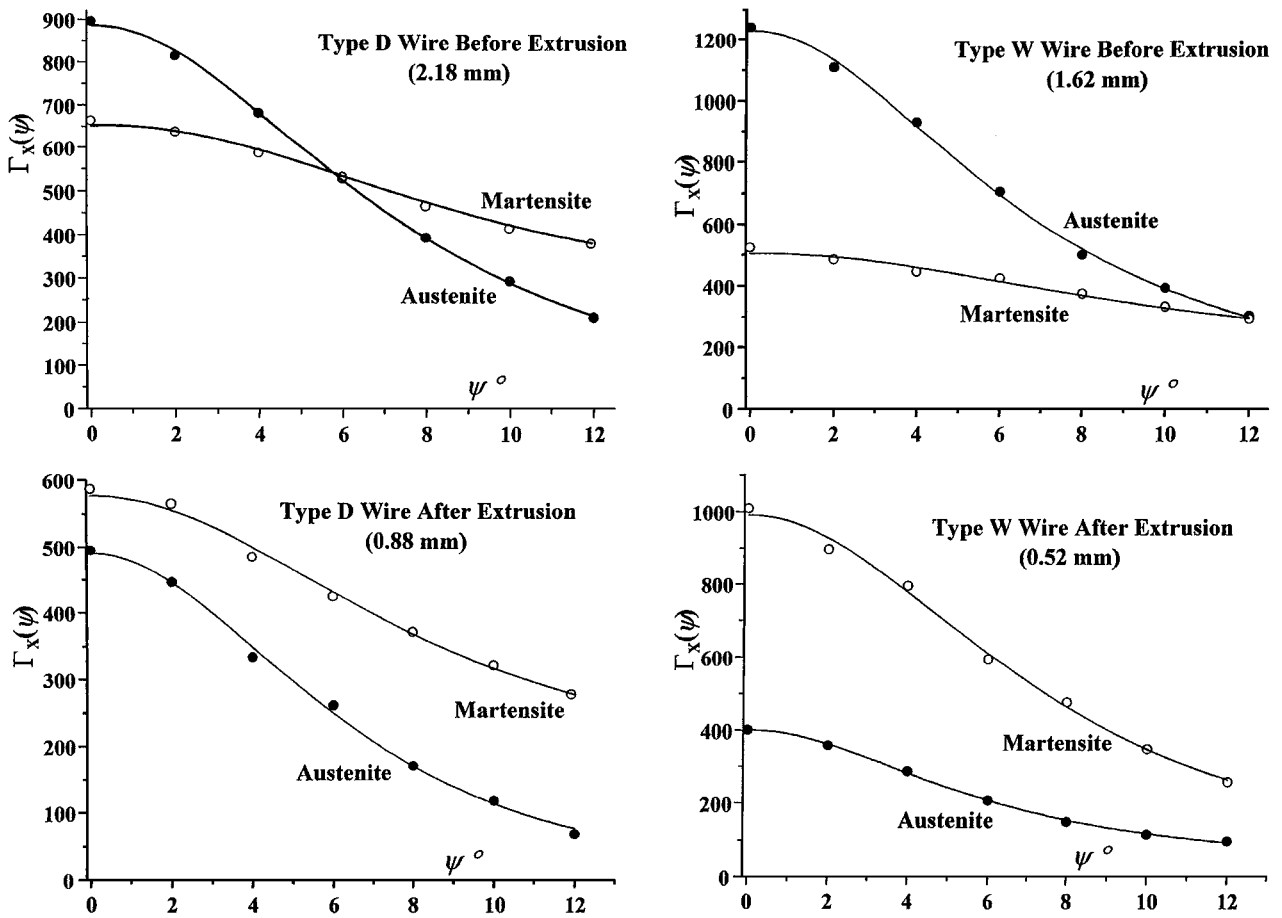 Type D Wire Before Extrusion
(2.18 mm)
Γx(ψ)
900
800
700
600
500
400
300
200
100
0
Martensite
Austenite
ψ °
0 2 4 6 8 10 12
Type W Wire Before Extrusion
(1.62 mm)
Γx(ψ)
1200
1000
800
600
400
200
0
Austenite
Martensite
ψ °
0 2 4 6 8 10 12
Type D Wire After Extrusion
(0.88 mm)
Γx(ψ)
600
500
400
300
200
100
0
Martensite
Austenite
ψ °
0 2 4 6 8 10 12
Type W Wire After Extrusion
(0.52 mm)
Γx(ψ)
1000
800
600
400
200
0
Martensite
Austenite
ψ °
0 2 4 6 8 10 12